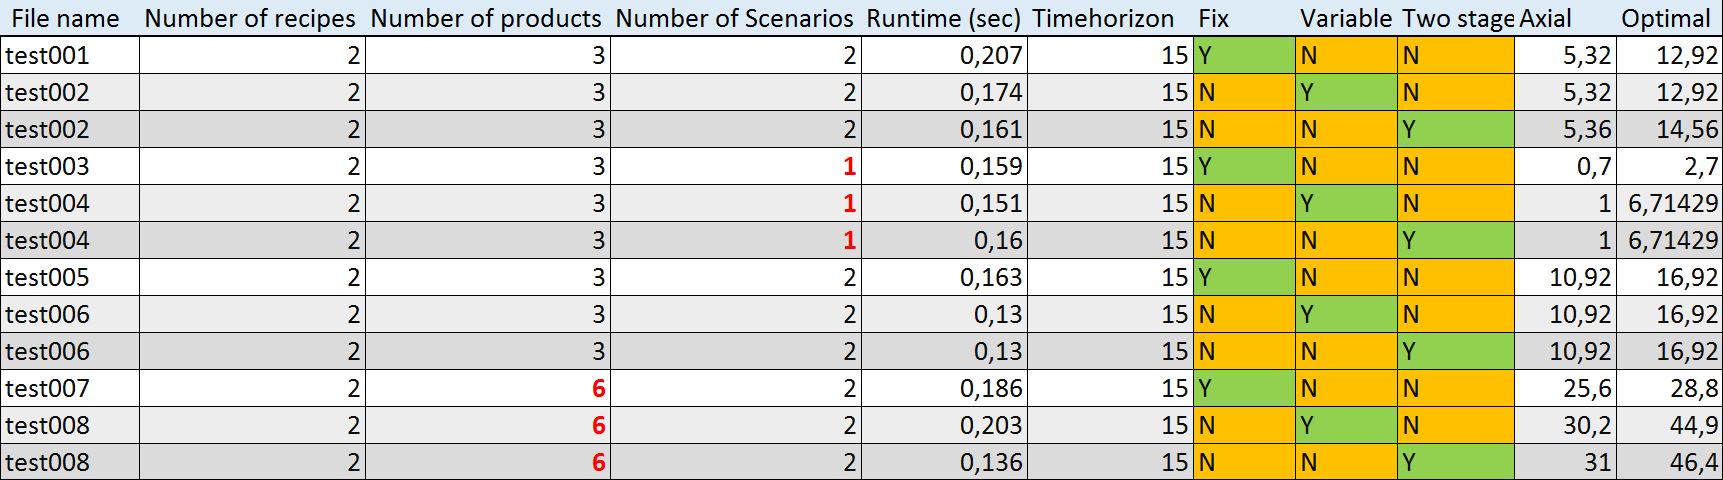 File name Number of recipes Number of products Number of Scenarios Runtime (sec) Timehorizon Fix Variable Two stage Axial Optimal
test001 2 3 2 0,207 15 Y N N 5,32 12,92
test002 2 3 2 0,174 15 N Y N 5,32 12,92
test002 2 3 2 0,161 15 N N Y 5,36 14,56
test003 2 3 1 0,159 15 Y N N 0,7 2,7
test004 2 3 1 0,151 15 N Y N 1 6,71429
test004 2 3 1 0,16 15 N N Y 1 6,71429
test005 2 3 2 0,163 15 Y N N 10,92 16,92
test006 2 3 2 0,13 15 N Y N 10,92 16,92
test006 2 3 2 0,13 15 N N Y 10,92 16,92
test007 2 6 2 0,186 15 Y N N 25,6 28,8
test008 2 6 2 0,203 15 N Y N 30,2 44,9
test008 2 6 2 0,136 15 N N Y 31 46,4